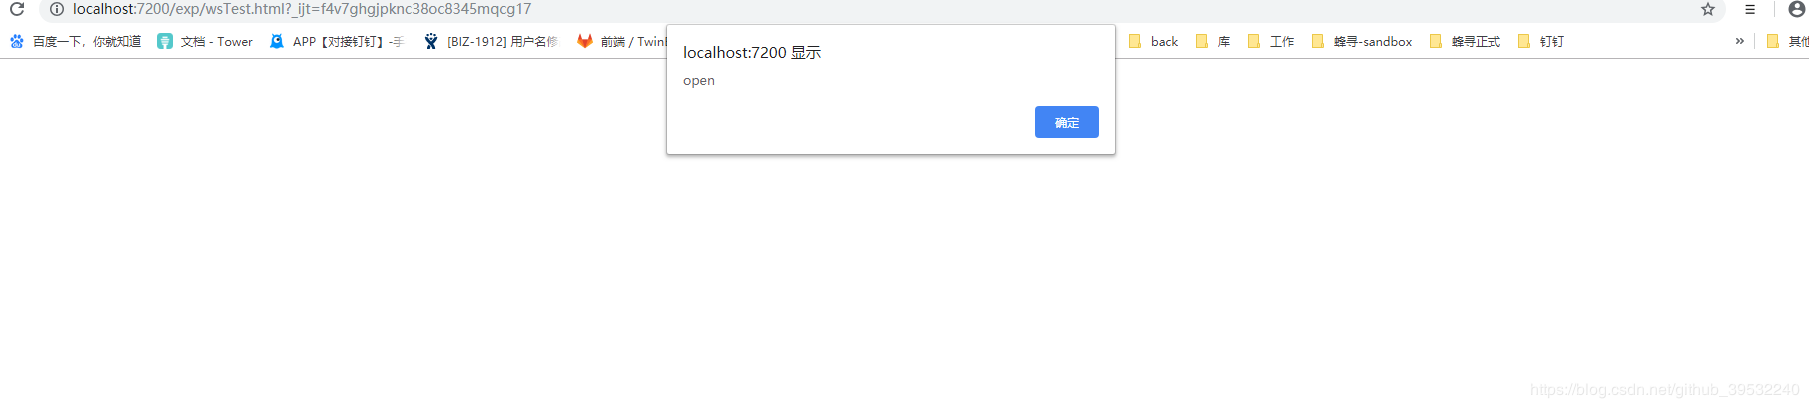 localhost:7200/exp/wsTest.html?_ijt=f4v7ghgjpknc38oc8345mqcg17
百度一下，你就知道 文档 - Tower APP【对接钉钉】-手 [BIZ-1912] 用户名修 前端 / Twin back 库 工作 蜂寻-sandbox 蜂寻正式 钉钉 » 其他
localhost:7200 显示
open
确定
https://blog.csdn.net/github_39532240